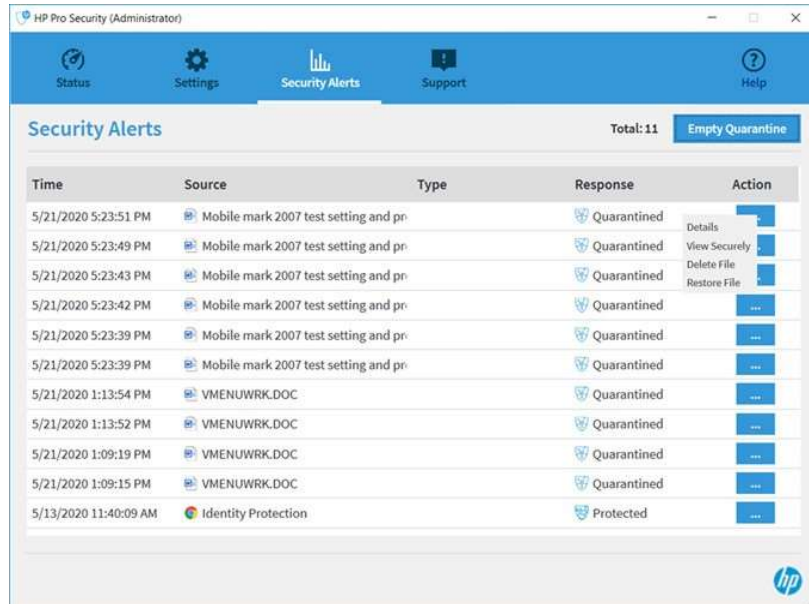 HP Pro Security (Administrator)
Status Settings Security Alerts Support Help
Security Alerts Total: 11 Empty Quarantine
Time Source Type Response Action
5/21/2020 5:23:51 PM Mobile mark 2007 test setting and pr Quarantined
Details
5/21/2020 5:23:49 PM Mobile mark 2007 test setting and pr Quarantined View Securely
Delete File
5/21/2020 5:23:43 PM Mobile mark 2007 test setting and pr Quarantined
Restore File
5/21/2020 5:23:42 PM Mobile mark 2007 test setting and pr Quarantined ...
5/21/2020 5:23:39 PM Mobile mark 2007 test setting and pr Quarantined ...
5/21/2020 5:23:39 PM Mobile mark 2007 test setting and pr Quarantined ...
5/21/2020 1:13:54 PM VMENUWRK.DOC Quarantined ...
5/21/2020 1:13:52 PM VMENUWRK.DOC Quarantined ...
5/21/2020 1:09:19 PM VMENUWRK.DOC Quarantined ...
5/21/2020 1:09:15 PM VMENUWRK.DOC Quarantined ...
5/13/2020 11:40:09 AM Identity Protection Protected ...
hp